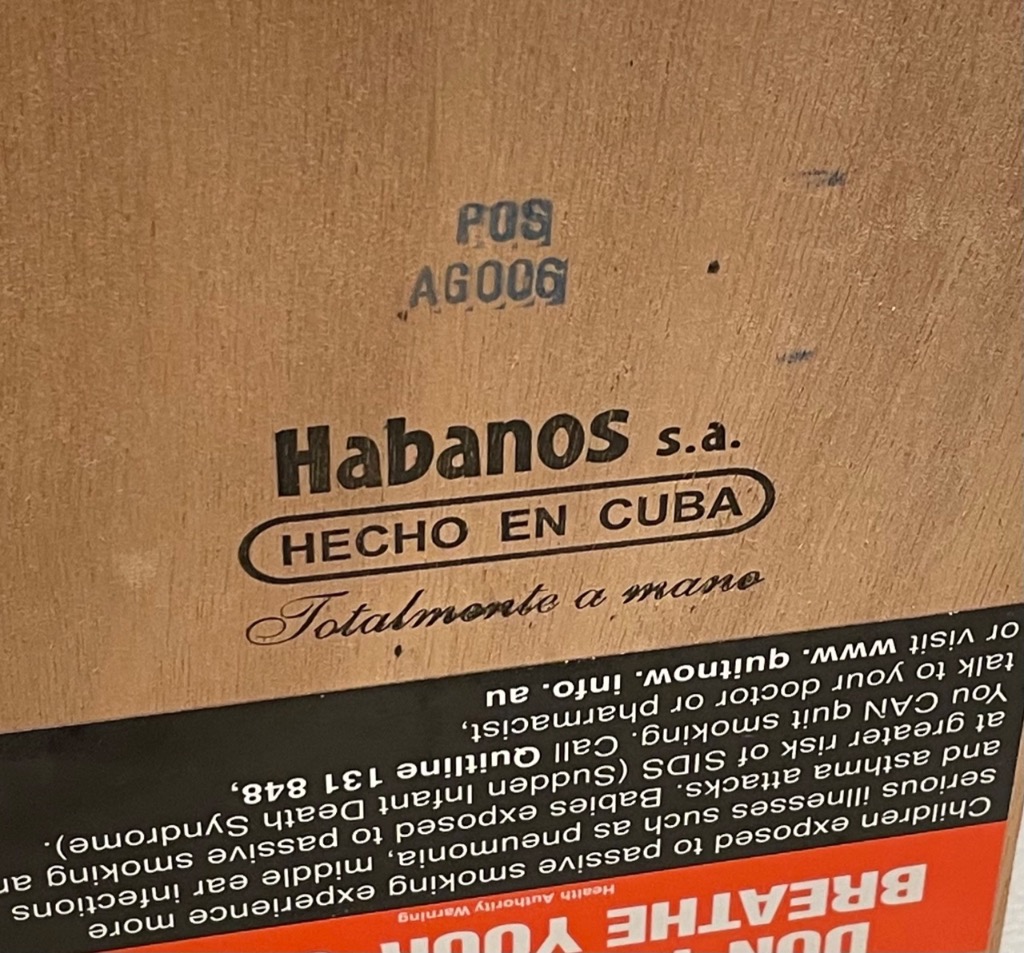 POS
AG006
Habanos s.a.
HECHO EN CUBA
Totalmente a mano
BREATHE YOUR
Health Authority Warning
Children exposed to passive smoking experience more
serious illnesses such as pneumonia, middle ear infections
and asthma attacks. Babies exposed to passive smoking ar
at greater risk of SIDS (Sudden Infant Death Syndrome).
You CAN quit smoking. Call Quitline 131 848,
talk to your doctor or pharmacist,
or visit www. quitnow. info. au